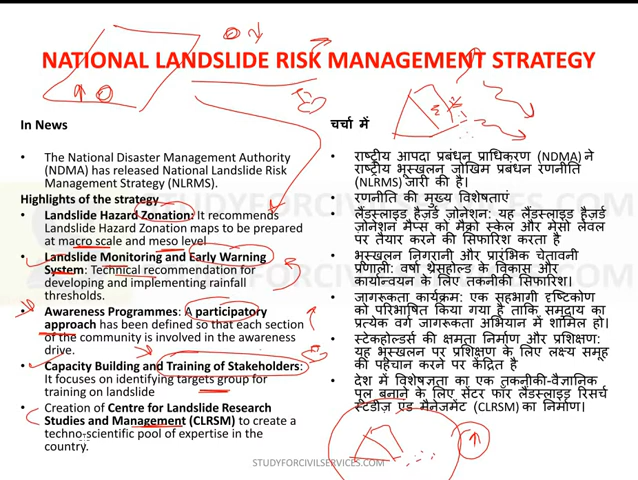 NATIONAL LANDSLIDE RISK MANAGEMENT STRATEGY
In News
• The National Disaster Management Authority
(NDMA) has released National Landslide Risk
Management Strategy (NLRMS).
Highlights of the strategy
• Landslide Hazard Zonation: It recommends
Landslide Hazard Zonation maps to be prepared
at macro scale and meso level
• Landslide Monitoring and Early Warning
System: Technical recommendation for
developing and implementing rainfall
thresholds.
• Awareness Programmes: A participatory
approach has been defined so that each section
of the community is involved in the awareness
drive.
• Capacity Building and Training of Stakeholders:
It focuses on identifying targets group for
training on landslide
• Creation of Centre for Landslide Research
Studies and Management (CLRSM) to create a
techno-scientific pool of expertise in the
country.
चर्चा में
• राष्ट्रीय आपदा प्रबंधन प्राधिकरण (NDMA) ने
राष्ट्रीय भूस्खलन जोखिम प्रबंधन रणनीति
(NLRMS) जारी की है।
• रणनीति की मुख्य विशेषताएं
• लैंडस्लाइड हैज़र्ड ज़ोनेशन: यह लैंडस्लाइड हैज़र्ड
ज़ोनेशन मैप्स को मैक्रो स्केल और मेसो लेवल
पर तैयार करने की सिफारिश करता है
• भूस्खलन निगरानी और प्रारंभिक चेतावनी
प्रणाली: वर्षा थ्रेसहोल्ड के विकास और
कार्यान्वयन के लिए तकनीकी सिफारिश।
• जागरूकता कार्यक्रम: एक सहभागी दृष्टिकोण
को परिभाषित किया गया है ताकि समुदाय का
प्रत्येक वर्ग जागरूकता अभियान में शामिल हो।
• स्टेकहोल्डर्स की क्षमता निर्माण और प्रशिक्षण:
यह भूस्खलन पर प्रशिक्षण के लिए लक्ष्य समूह
की पहचान करने पर केंद्रित है
• देश में विशेषज्ञता का एक तकनीकी-वैज्ञानिक
पूल बनाने के लिए सेंटर फॉर लैंडस्लाइड रिसर्च
स्टडीज़ एंड मैनेजमेंट (CLRSM) का निर्माण।
STUDYFORCIVILSERVICES.COM